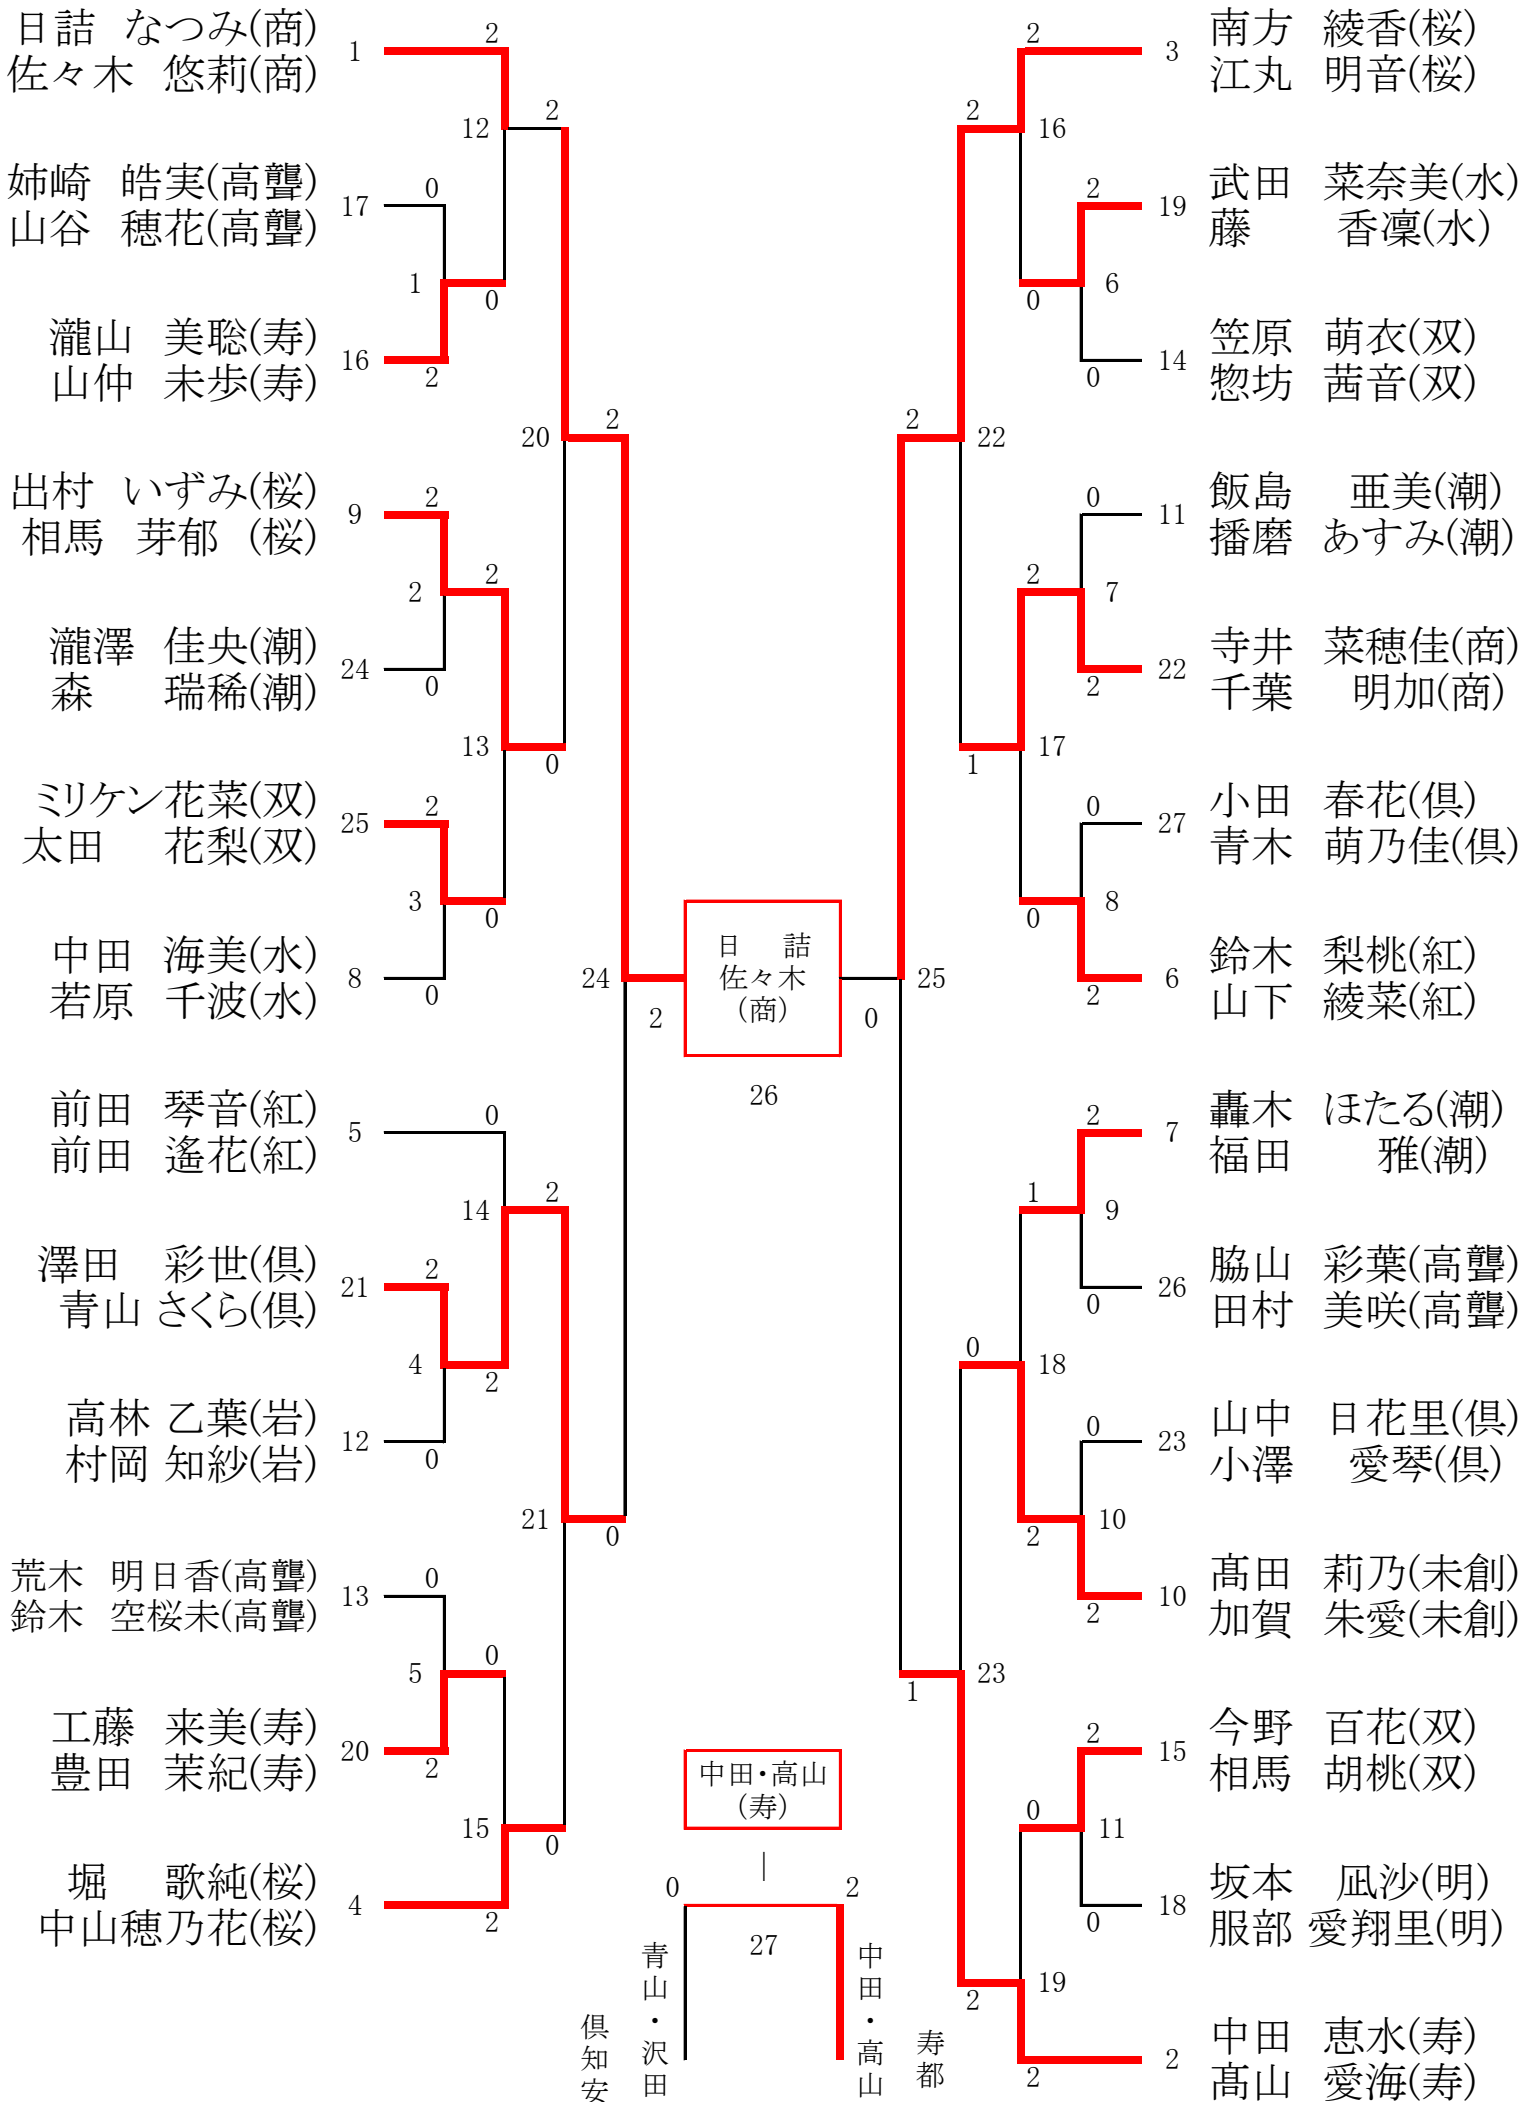 日詰 なつみ(商)
佐々木 悠莉(商)
1
2
12
2
姉崎 皓実(高聾)
山谷 穂花(高聾)
17
0
1
0
瀧山 美聡(寿)
山仲 未歩(寿)
16
2
20
2
出村 いずみ(桜)
相馬 芽郁 (桜)
9
2
2
2
瀧澤 佳央(潮)
森 瑞稀(潮)
24
0
13
0
ミリケン花菜(双)
太田 花梨(双)
25
2
3
0
中田 海美(水)
若原 千波(水)
8
0
24
2
前田 琴音(紅)
前田 遙花(紅)
5
0
14
2
澤田 彩世(倶)
青山 さくら(倶)
21
2
4
2
高林 乙葉(岩)
村岡 知紗(岩)
12
0
21
0
荒木 明日香(高聾)
鈴木 空桜未(高聾)
13
0
5
0
工藤 来美(寿)
豊田 茉紀(寿)
20
2
15
0
堀 歌純(桜)
中山穂乃花(桜)
4
2
日 詰
佐々木
(商)
26
南方 綾香(桜)
江丸 明音(桜)
3
2
2
16
武田 菜奈美(水)
藤 香凜(水)
19
2
6
0
笠原 萌衣(双)
惣坊 茜音(双)
14
0
2
22
飯島 亜美(潮)
播磨 あすみ(潮)
11
0
2
7
寺井 菜穂佳(商)
千葉 明加(商)
22
2
1
17
小田 春花(倶)
青木 萌乃佳(倶)
27
0
0
8
鈴木 梨桃(紅)
山下 綾菜(紅)
6
2
25
0
轟木 ほたる(潮)
福田 雅(潮)
7
2
1
9
脇山 彩葉(高聾)
田村 美咲(高聾)
26
0
0
18
山中 日花里(倶)
小澤 愛琴(倶)
23
0
2
10
髙田 莉乃(未創)
加賀 朱愛(未創)
10
2
1
23
今野 百花(双)
相馬 胡桃(双)
15
2
0
11
坂本 凪沙(明)
服部 愛翔里(明)
18
0
2
19
中田 恵水(寿)
髙山 愛海(寿)
2
2
中田・高山
(寿)
0
2
27
青山・沢田
倶知安
中田・高山
寿都